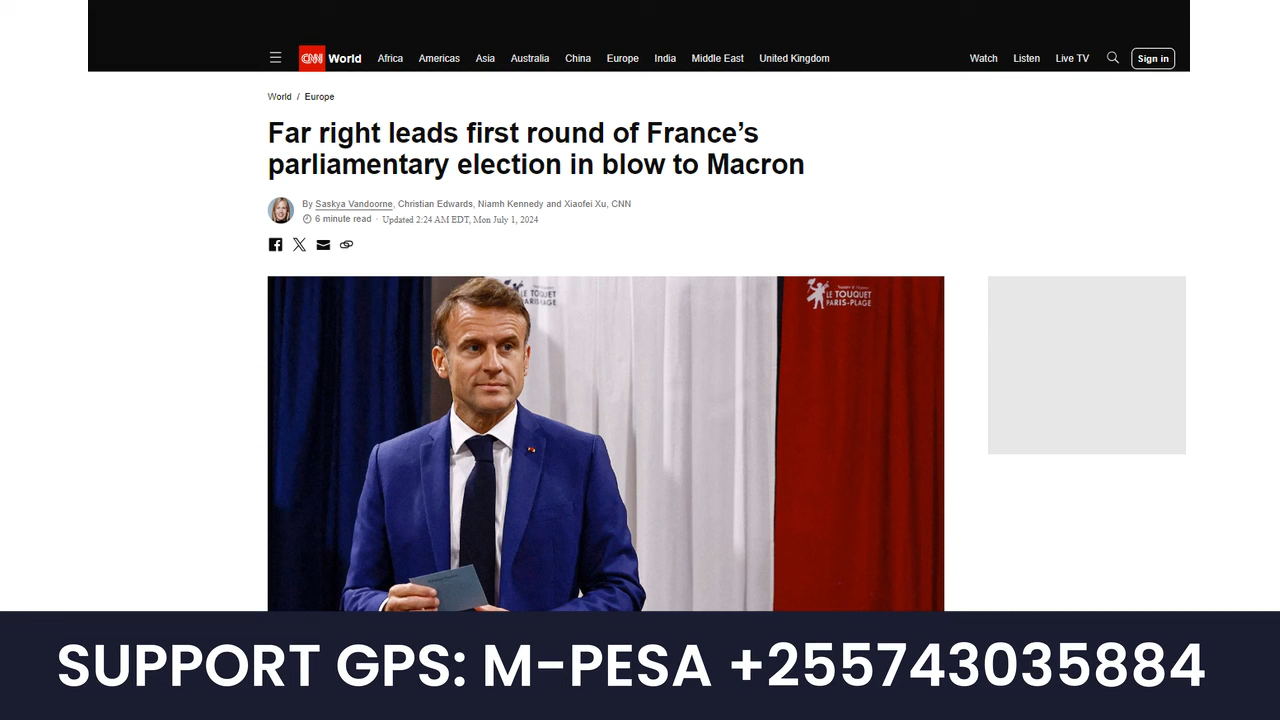 CNN World Africa Americas Asia Australia China Europe India Middle East United Kingdom Watch Listen Live TV Sign in
World / Europe
Far right leads first round of France’s
parliamentary election in blow to Macron
By Saskya Vandoorne, Christian Edwards, Niamh Kennedy and Xiaofei Xu, CNN
6 minute read · Updated 2:24 AM EDT, Mon July 1, 2024
LE TOUQUET
PARIS-PLAGE
LE TOUQUET
PARIS-PLAGE
SUPPORT GPS: M-PESA +255743035884